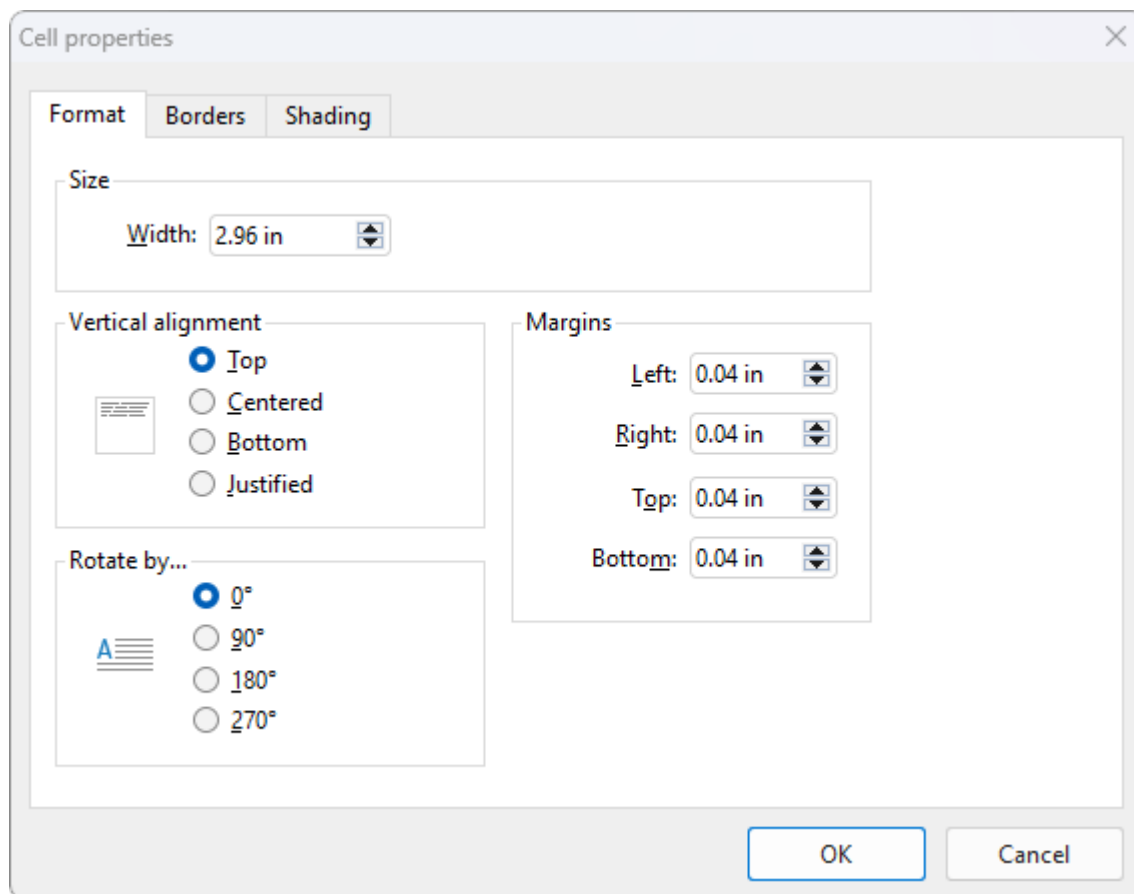 Cell properties
Format Borders Shading
Size
Width: 2.96 in
Vertical alignment
Top
Centered
Bottom
Justified
Margins
Left: 0.04 in
Right: 0.04 in
Top: 0.04 in
Bottom: 0.04 in
Rotate by...
A
0°
90°
180°
270°
OK Cancel